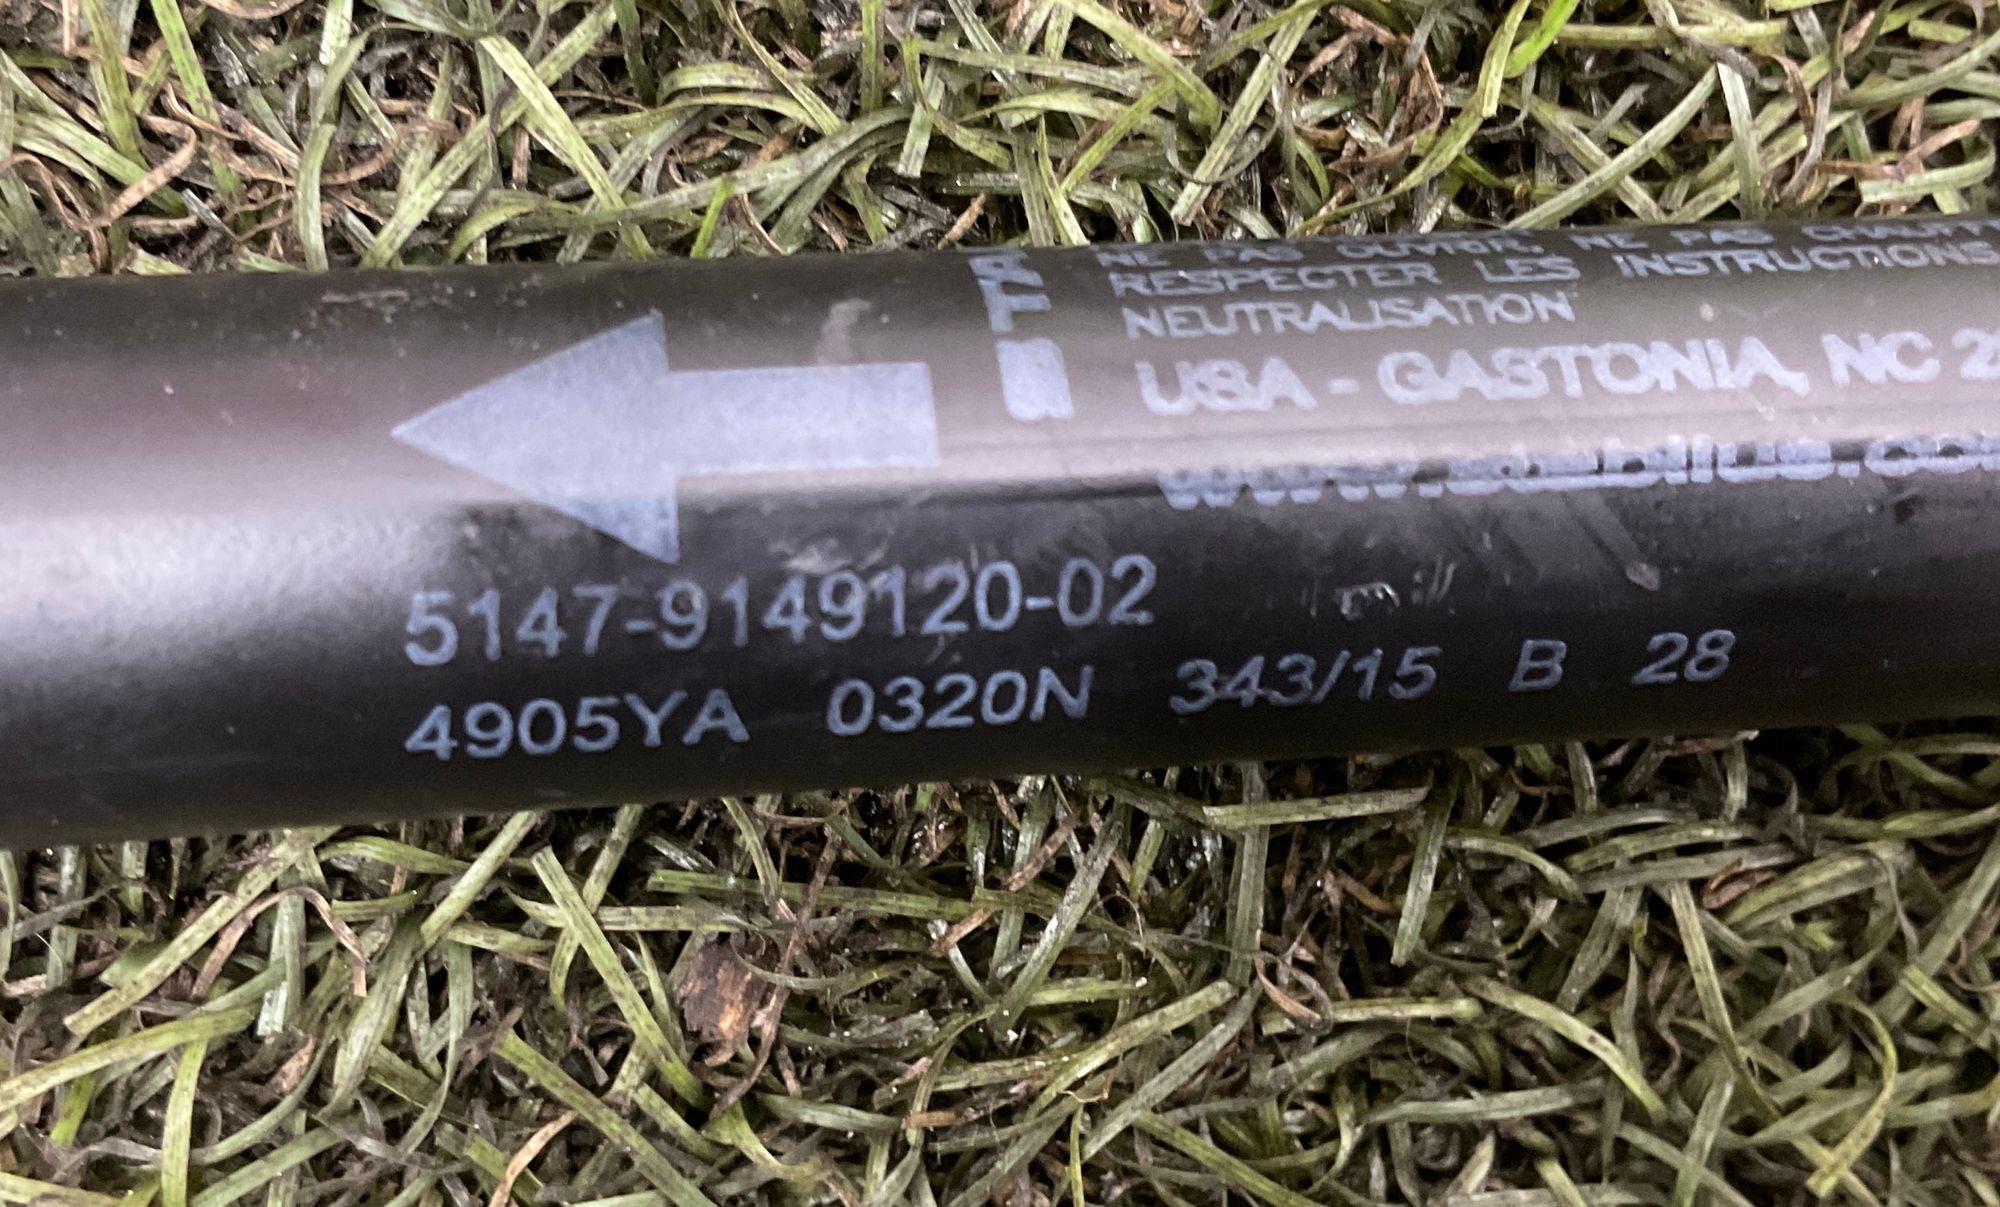 NE PAS OUVRIR, NE PAS
RESPECTER LES INSTRUCTIONS
NEUTRALISATION
USA - GASTONIA, NC
5147-9149120-02
4905YA 0320N 343/15 B 28